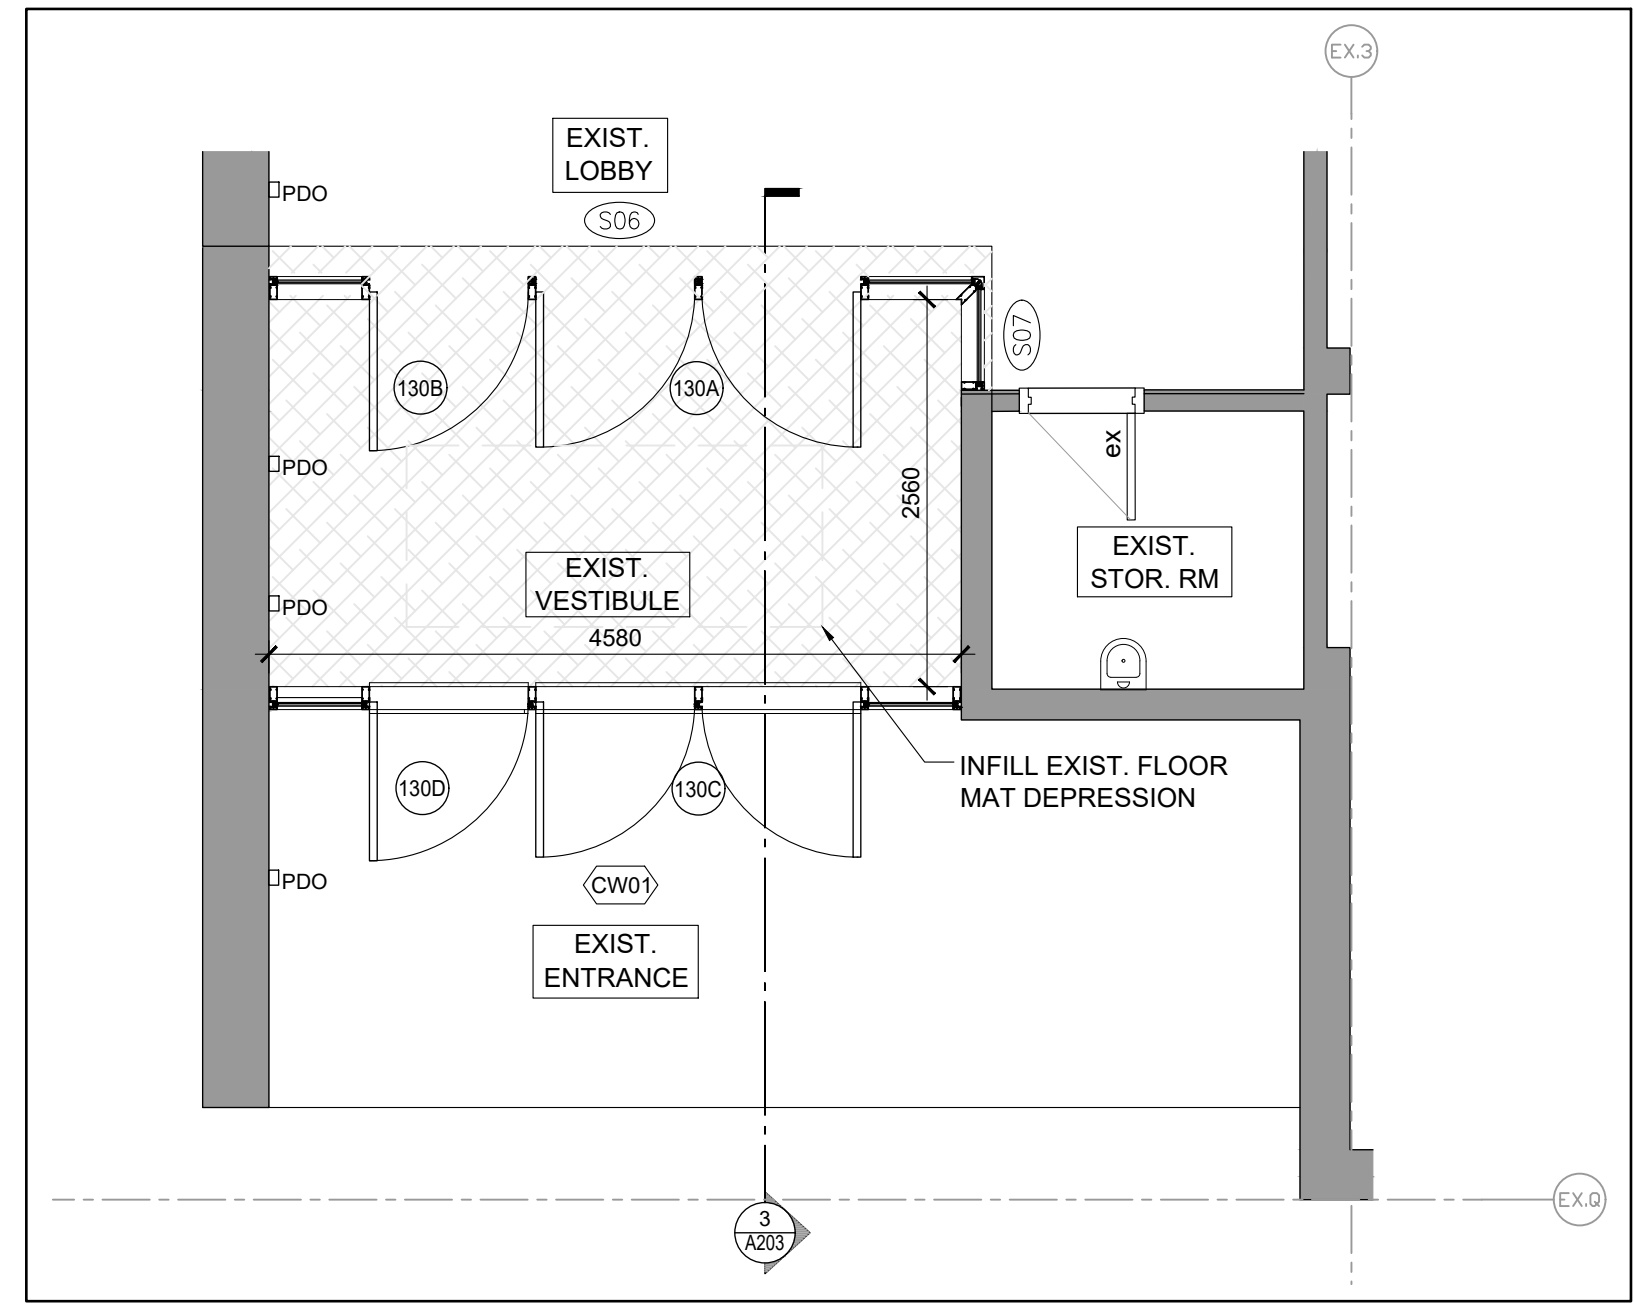 EX.3
EXIST.
LOBBY
PDO
S06
S07
130B
130A
ex
PDO
2560
EXIST.
STOR. RM
EXIST.
VESTIBULE
PDO
4580
INFILL EXIST. FLOOR
MAT DEPRESSION
130D
130C
PDO
CW01
EXIST.
ENTRANCE
EX.Q
3
A203